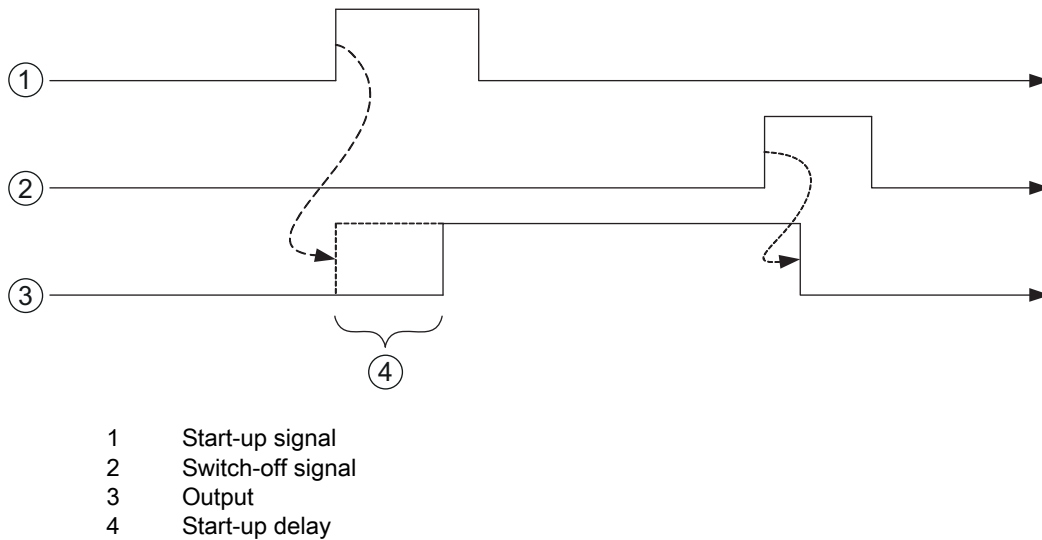 1
2
3
4
1 Start-up signal
2 Switch-off signal
3 Output
4 Start-up delay